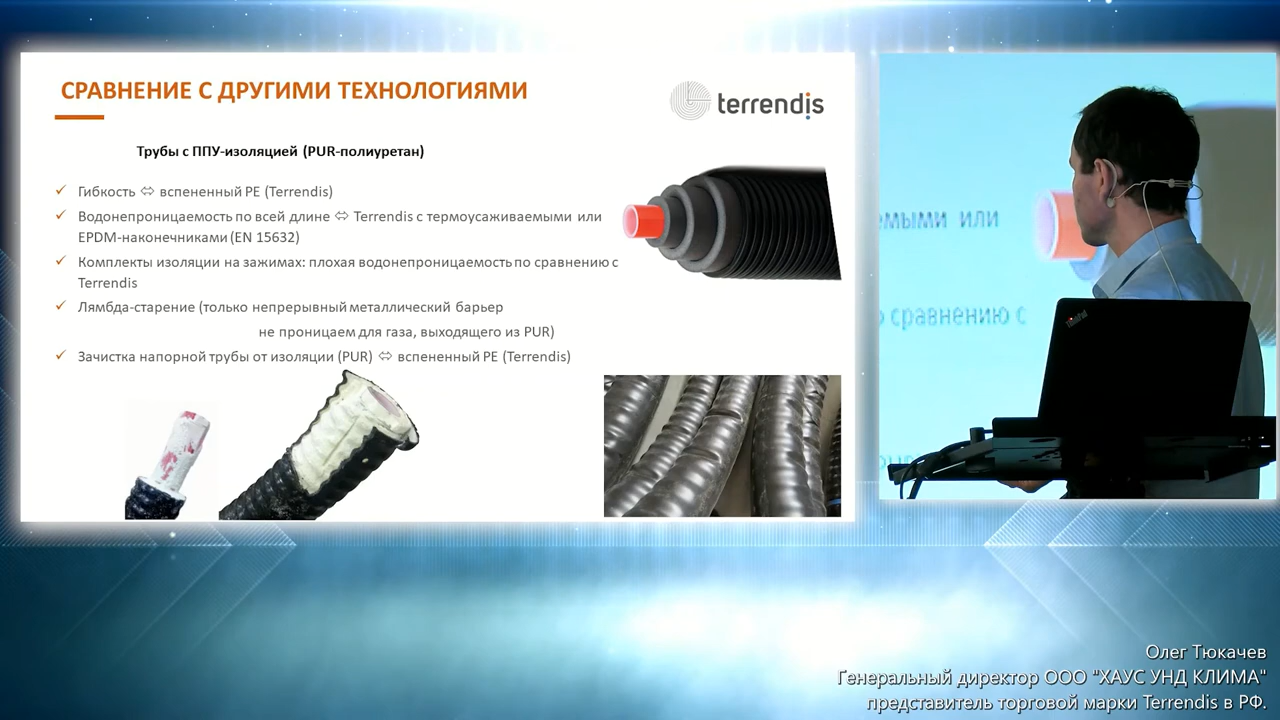 СРАВНЕНИЕ С ДРУГИМИ ТЕХНОЛОГИЯМИ
terrendis
Трубы с ППУ-изоляцией (PUR-полиуретан)
✓ Гибкость ⬄ вспененный PE (Terrendis)
✓ Водонепроницаемость по всей длине ⬄ Terrendis с термоусаживаемыми или
EPDM-наконечниками (EN 15632)
✓ Комплекты изоляции на зажимах: плохая водонепроницаемость по сравнению с
Terrendis
✓ Лямбда-старение (только непрерывный металлический барьер
не проницаем для газа, выходящего из PUR)
✓ Зачистка напорной трубы от изоляции (PUR) ⬄ вспененный PE (Terrendis)
емыми или
о сравнению с
ThinkPad
Олег Тюкачев
Генеральный директор ООО "ХАУС УНД КЛИМА"
представитель торговой марки Terrendis в РФ.